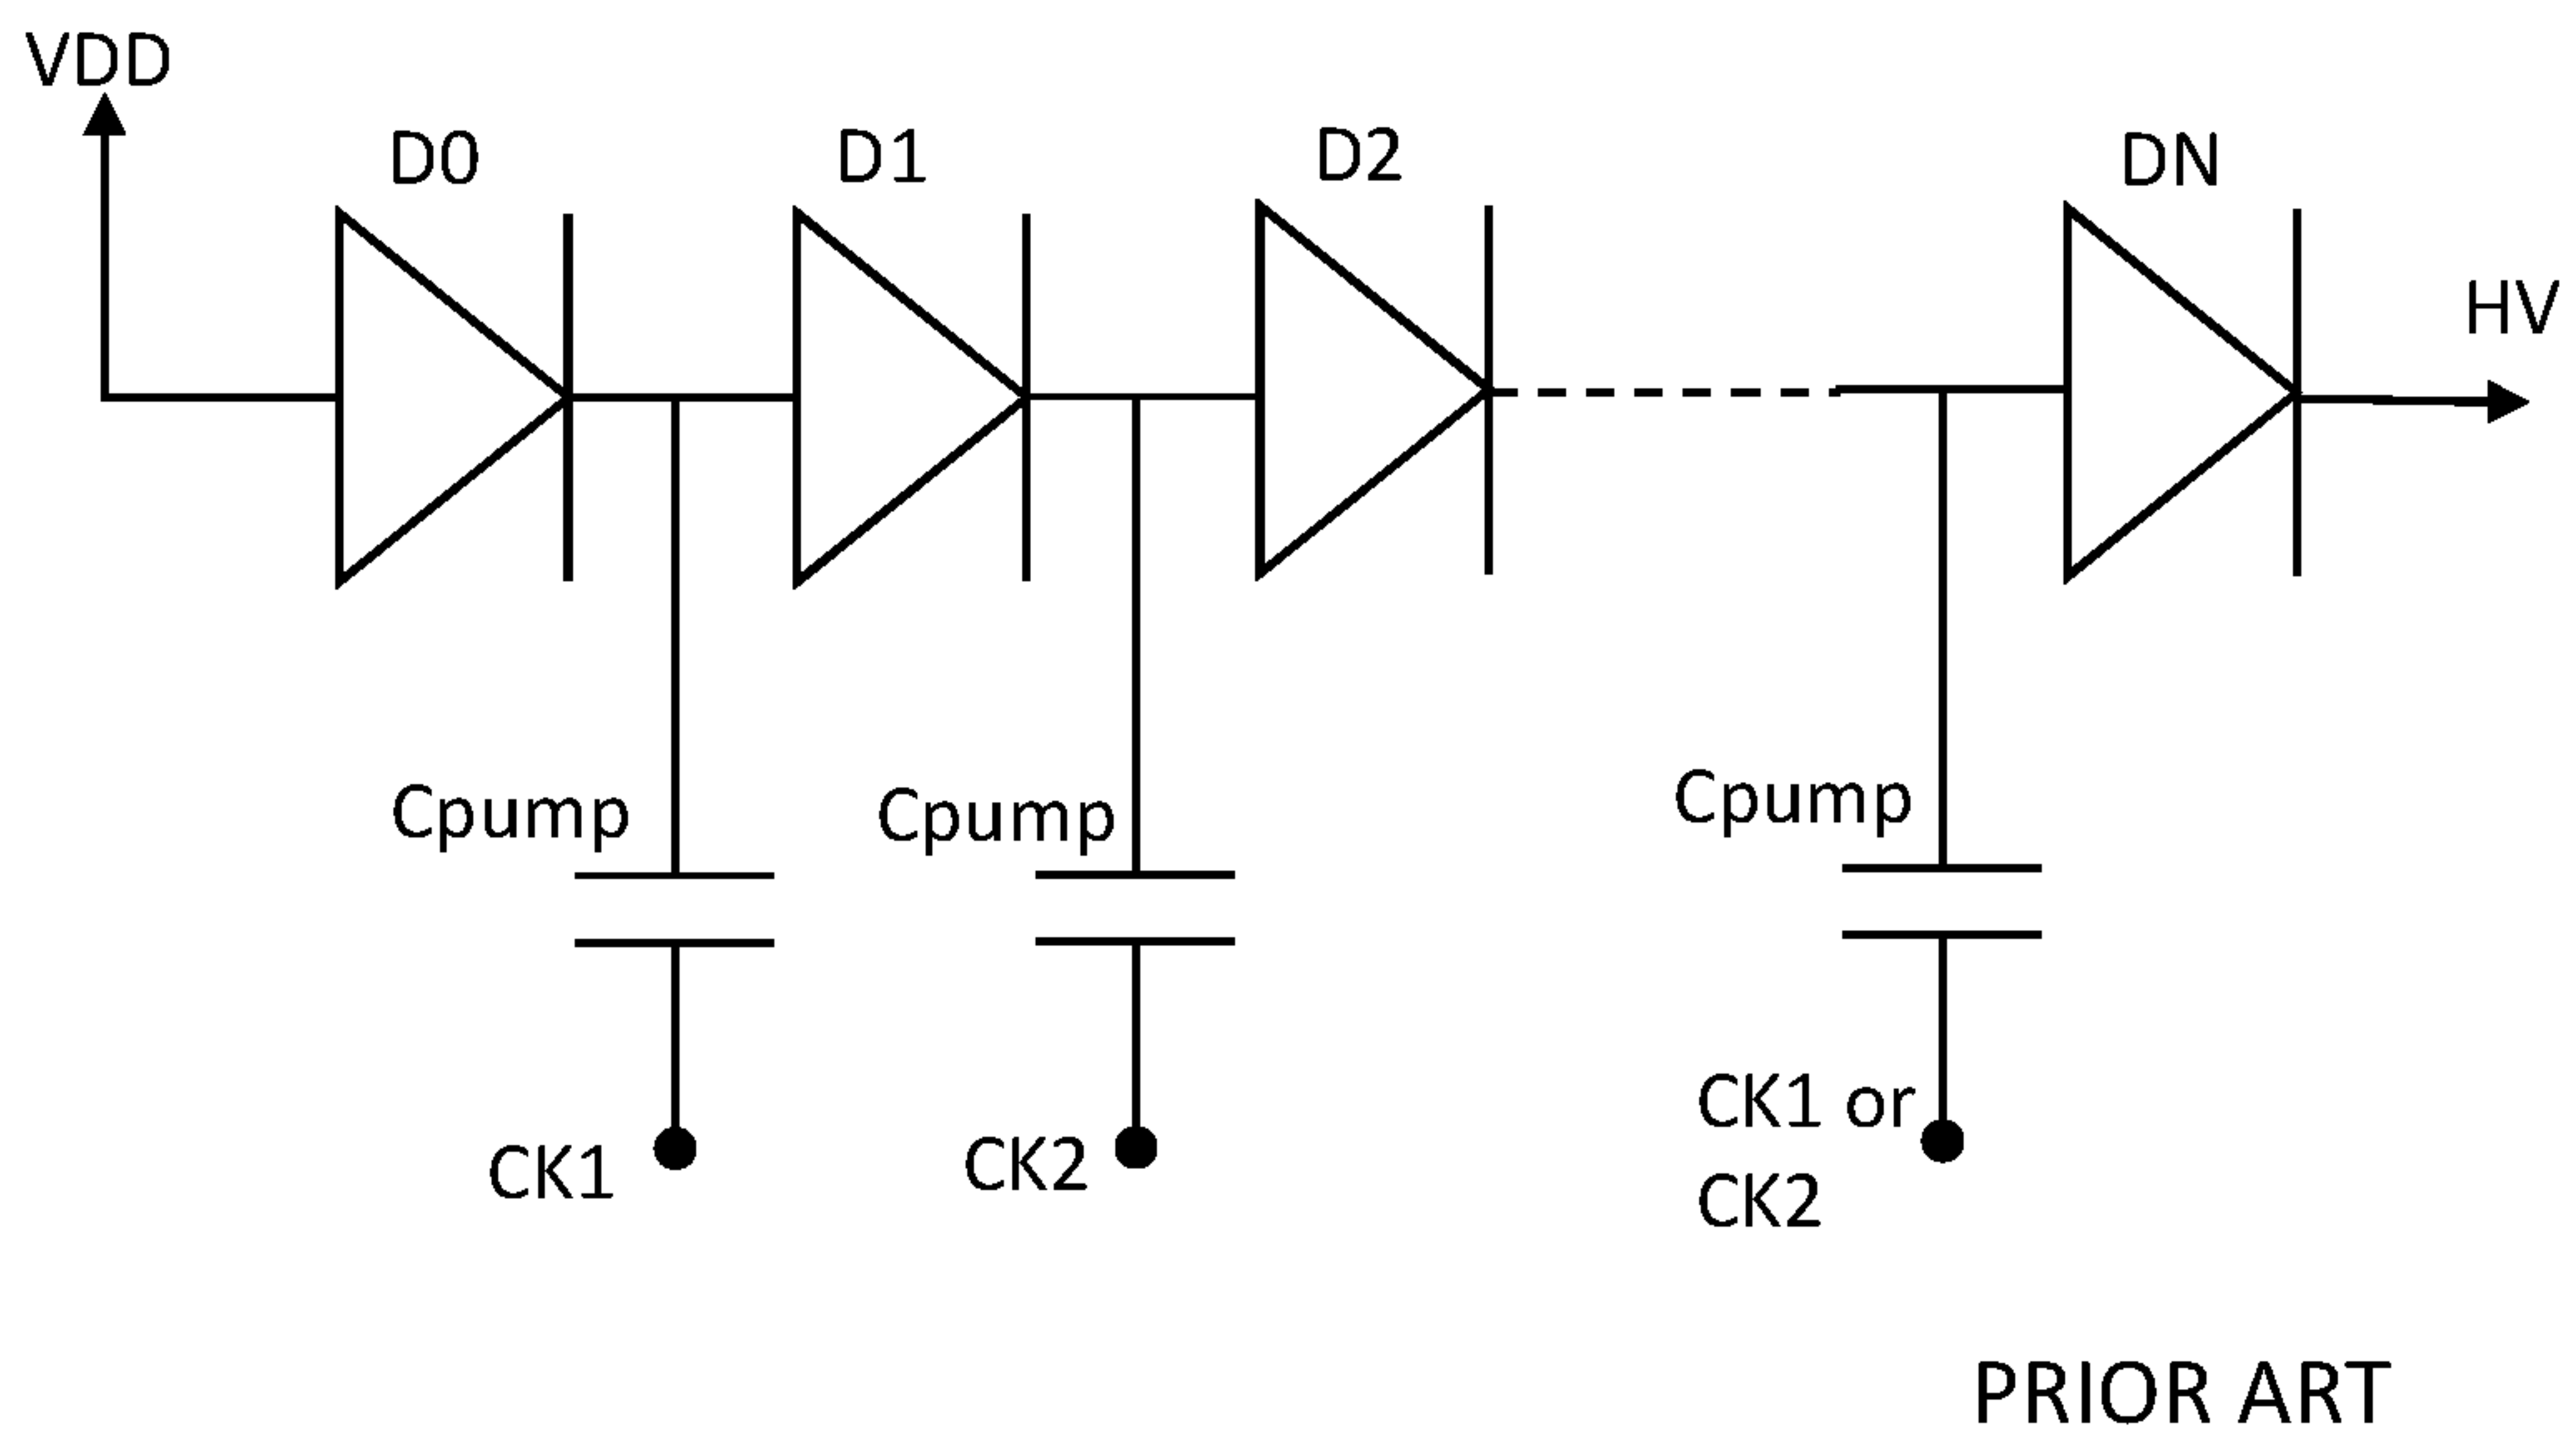 VDD
D0
D1
D2
DN
HV
Cpump
Cpump
Cpump
CK1
CK2
CK1 or
CK2
PRIOR ART